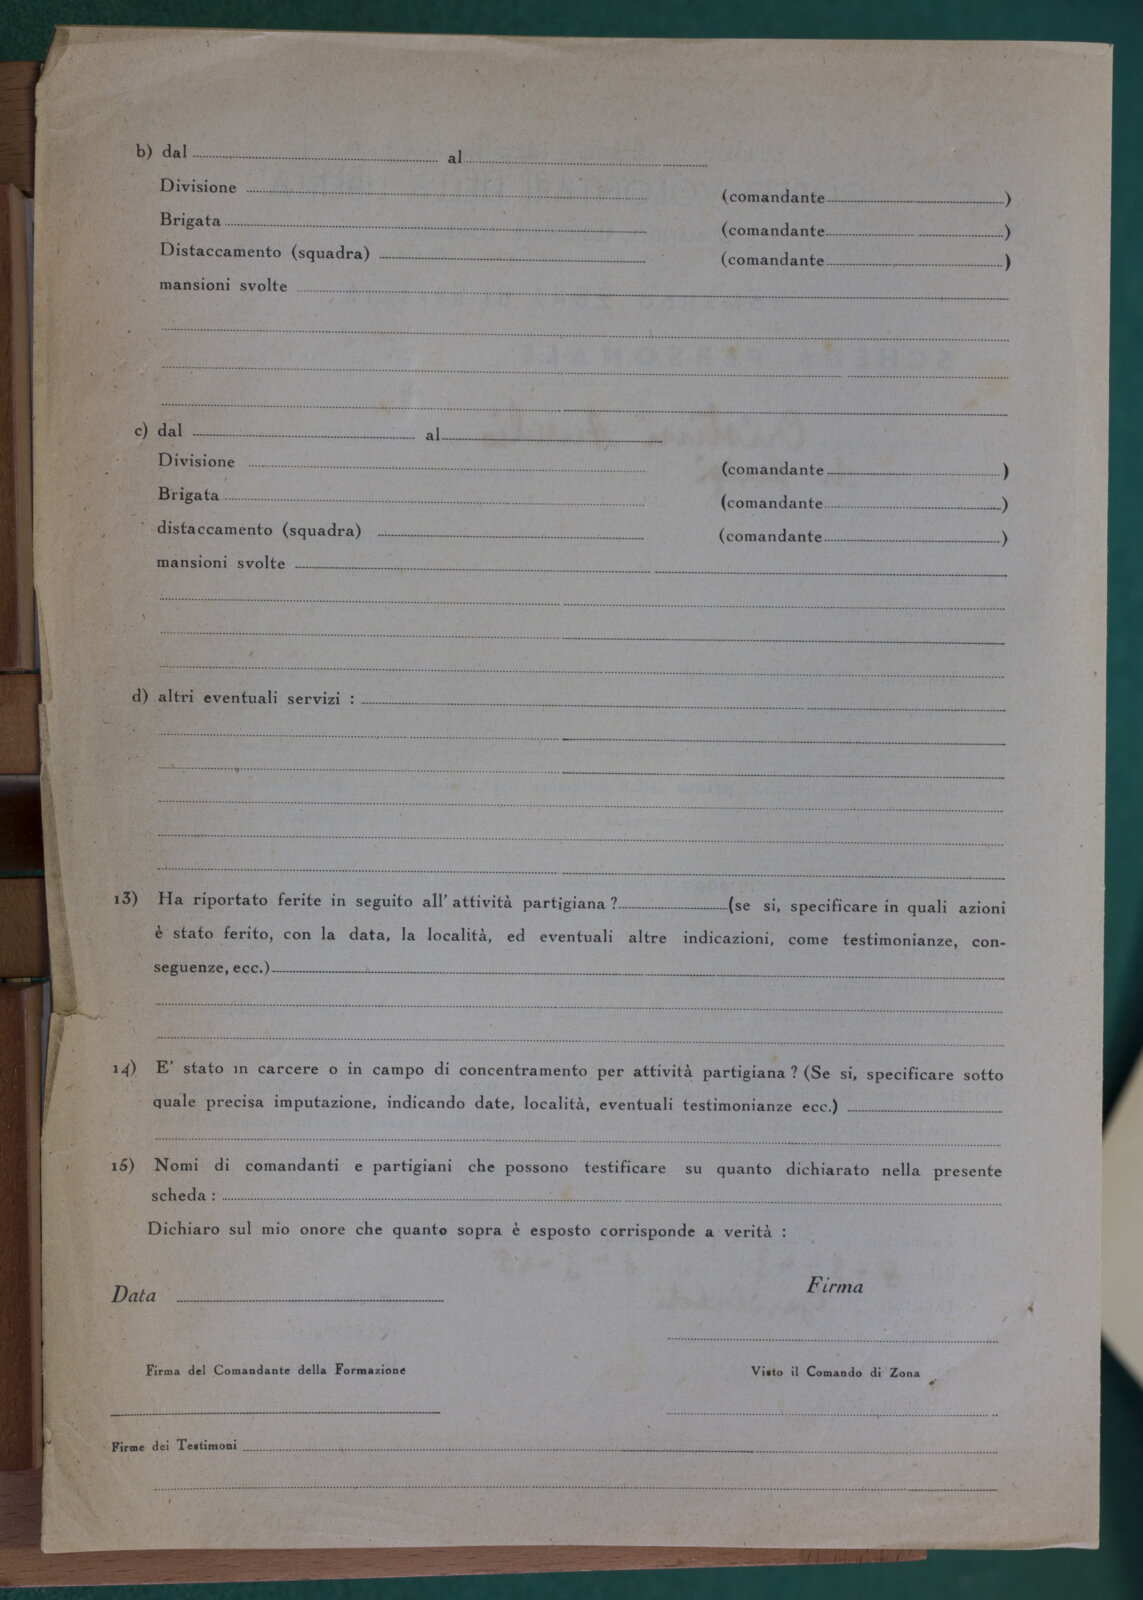 b) dal al
Divisione (comandante )
Brigata (comandante )
Distaccamento (squadra) (comandante )
mansioni svolte
c) dal al
Divisione (comandante )
Brigata (comandante )
distaccamento (squadra) (comandante )
mansioni svolte
d) altri eventuali servizi :
13) Ha riportato ferite in seguito all' attività partigiana ? (se si, specificare in quali azioni
è stato ferito, con la data, la località, ed eventuali altre indicazioni, come testimonianze, con-
seguenze, ecc.)
14) E' stato in carcere o in campo di concentramento per attività partigiana ? (Se si, specificare sotto
quale precisa imputazione, indicando date, località, eventuali testimonianze ecc.)
15) Nomi di comandanti e partigiani che possono testificare su quanto dichiarato nella presente
scheda :
Dichiaro sul mio onore che quanto sopra è esposto corrisponde a verità :
Data Firma
Firma del Comandante della Formazione Visto il Comando di Zona
Firme dei Testimoni